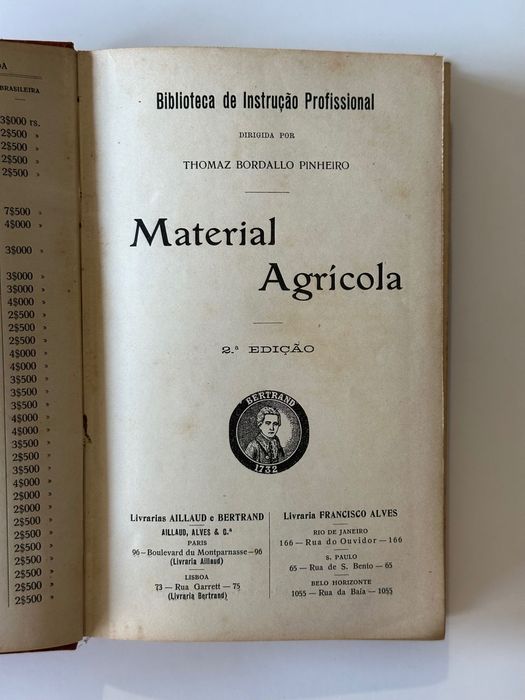 DA
BRASILEIRA
3$000 rs.
2$500 »
2$500 »
2$500 »
2$500 »
7$500 »
4$000 »
3$000 »
3$000 »
3$000 »
4$000 »
2$500 »
2$500 »
2$500 »
4$000 »
4$000 »
3$500 »
3$500 »
3$500 »
4$000 »
4$000 »
3$500 »
2$500 »
3$500 »
4$000 »
2$000 »
2$000 »
2$500 »
2$500 »
2$500 »
2$500 »
2$500 »
2$500 »
2$500 »
Biblioteca de Instrução Profissional
DIRIGIDA POR
THOMAZ BORDALLO PINHEIRO
Material
Agrícola
2.ª EDIÇÃO
BERTRAND
1732
Livrarias AILLAUD e BERTRAND
AILLAUD, ALVES & C.ª
PARIS
96—Boulevard du Montparnasse—96
(Livraria Aillaud)
LISBOA
73 — Rua Garrett — 75
(Livraria Bertrand)
Livraria FRANCISCO ALVES
RIO DE JANEIRO
166 — Rua do Ouvidor — 166
S. PAULO
65 — Rua de S. Bento — 65
BELO HORIZONTE
1055 — Rua da Baía — 1055